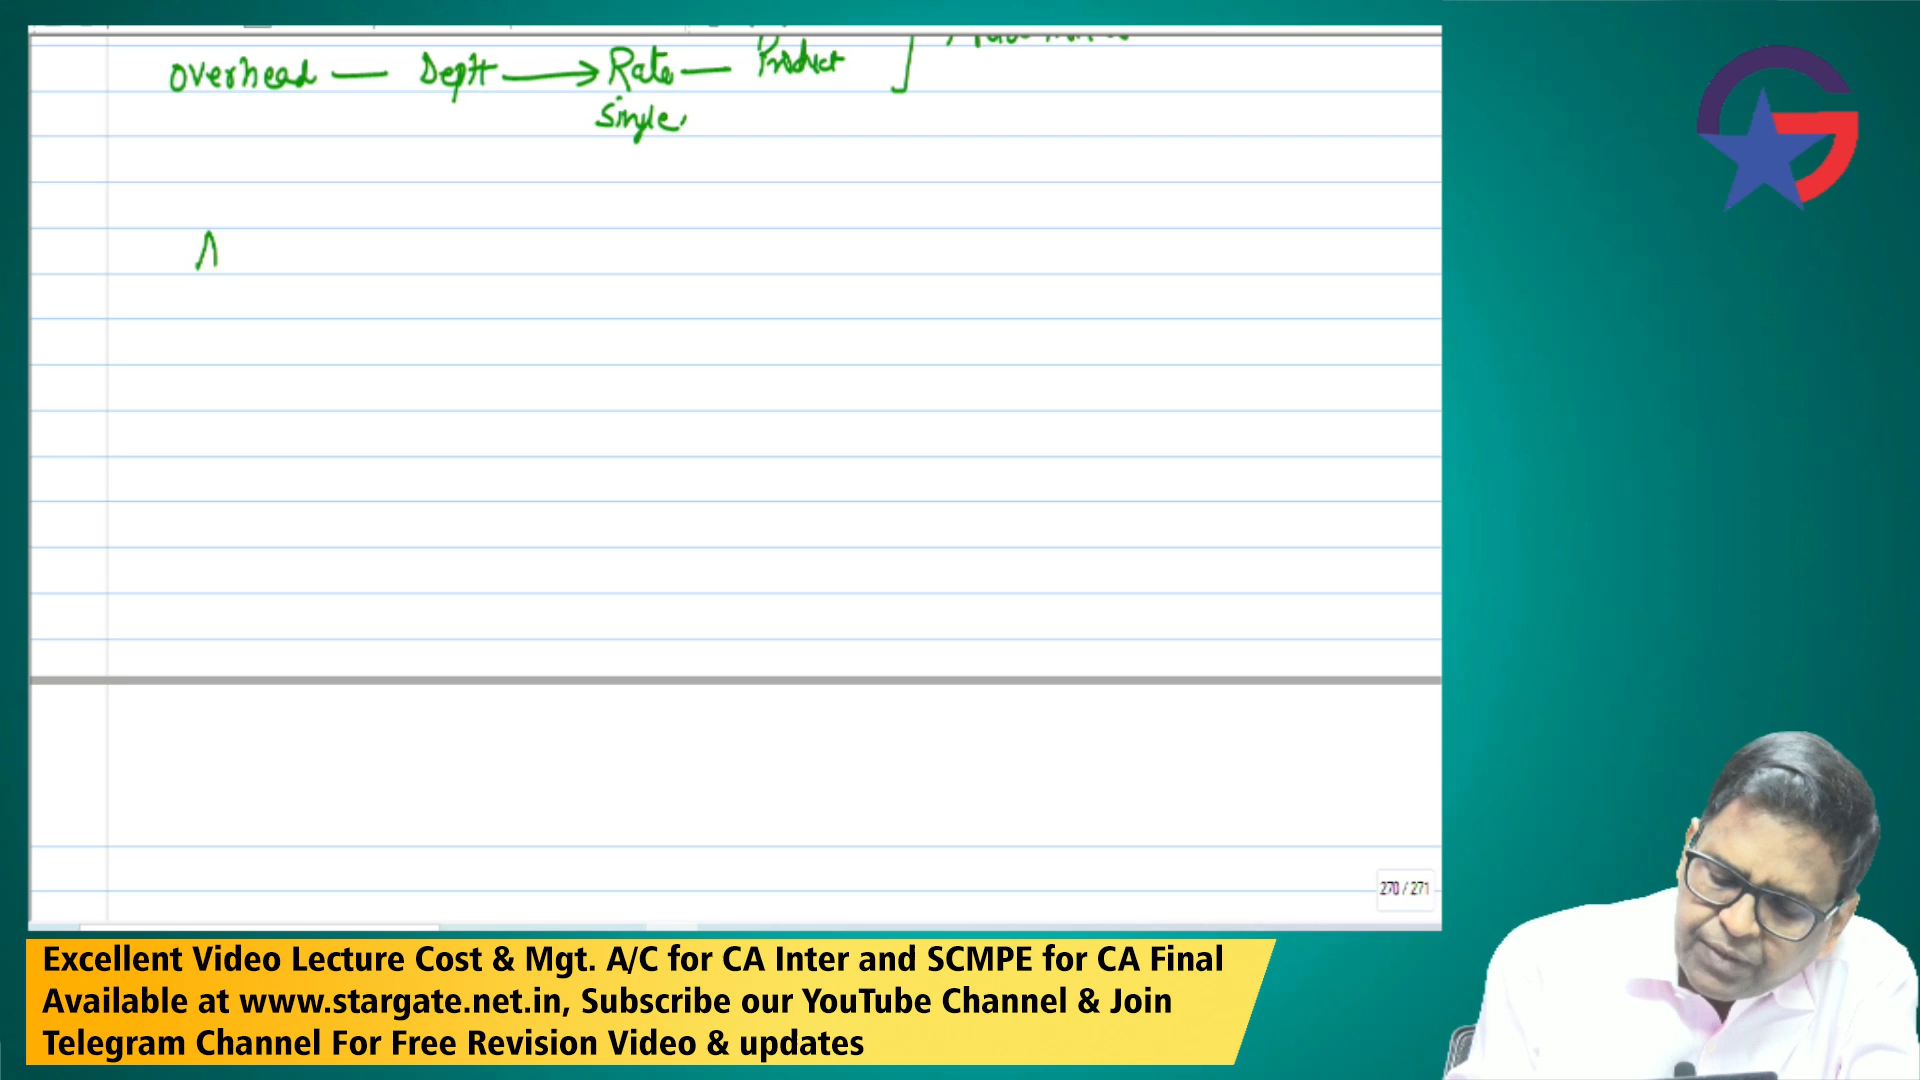 Overhead — Deptt → Rate — Product ]
Single
270 / 271
Excellent Video Lecture Cost & Mgt. A/C for CA Inter and SCMPE for CA Final
Available at www.stargate.net.in, Subscribe our YouTube Channel & Join
Telegram Channel For Free Revision Video & updates